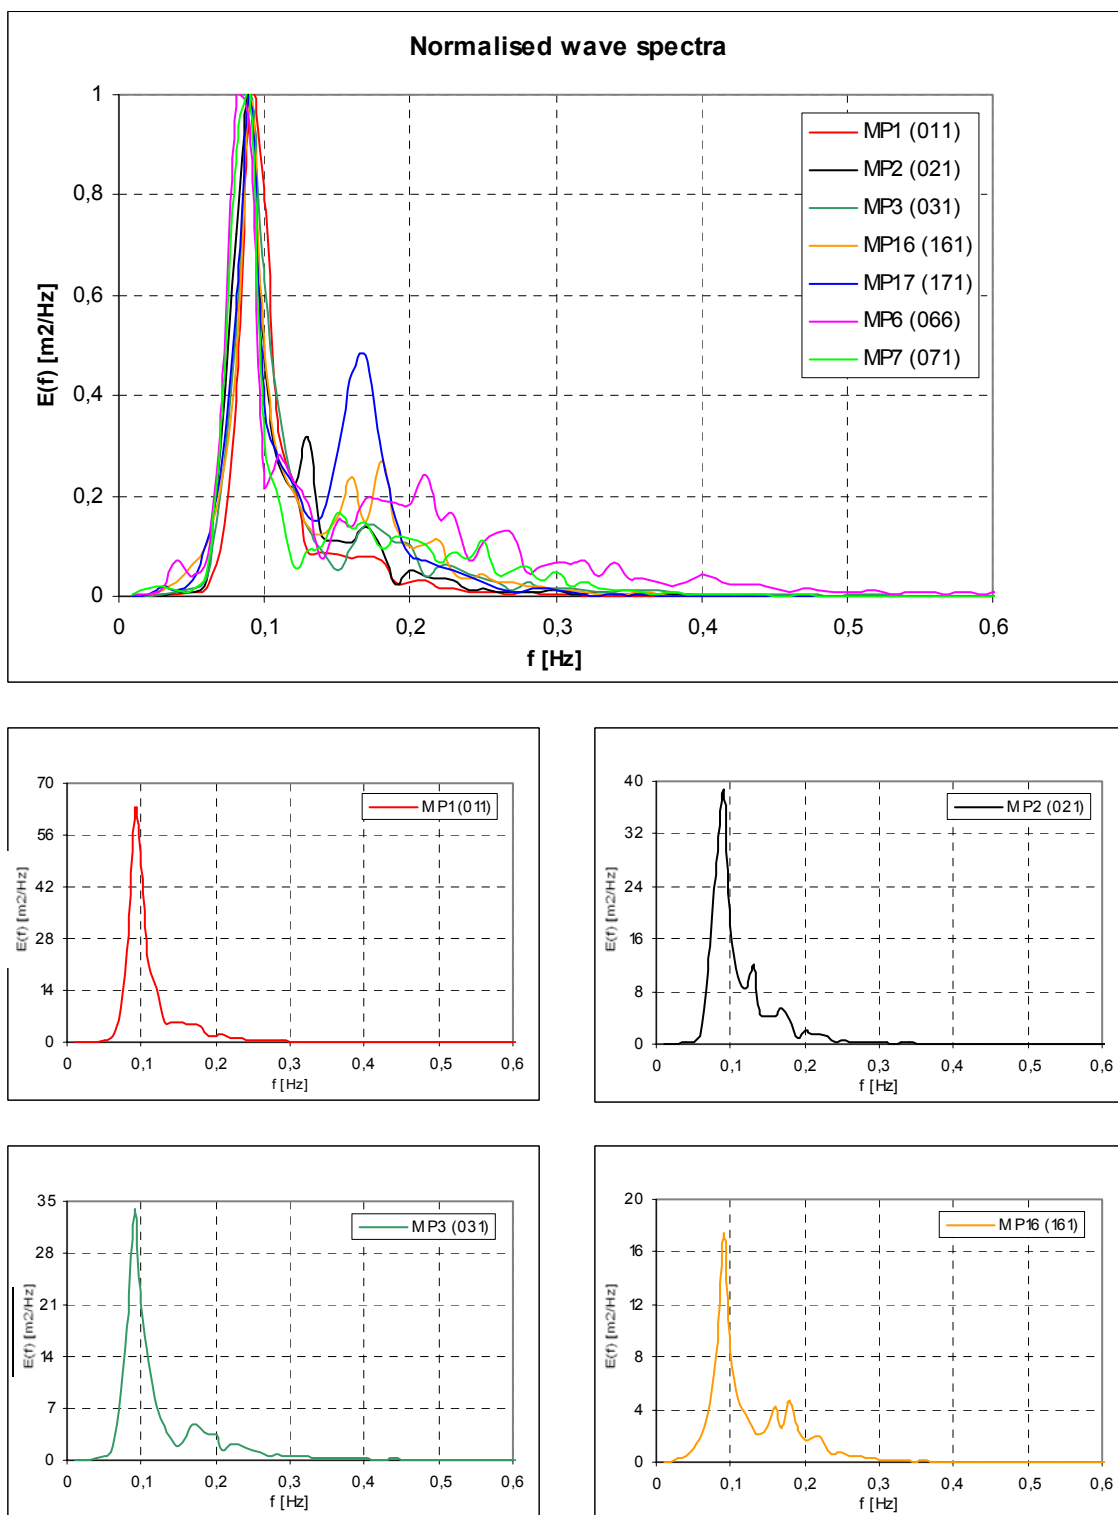 Normalised wave spectra
1
0,8
0,6
0,4
0,2
0
E(f) [m2/Hz]
0 0,1 0,2 0,3 0,4 0,5 0,6
f [Hz]
MP1 (011)
MP2 (021)
MP3 (031)
MP16 (161)
MP17 (171)
MP6 (066)
MP7 (071)
70
56
42
28
14
0
E(f) [m2/Hz]
0 0,1 0,2 0,3 0,4 0,5 0,6
f [Hz]
MP1(011)
40
32
24
16
8
0
E(f) [m2/Hz]
0 0,1 0,2 0,3 0,4 0,5 0,6
f [Hz]
MP2 (021)
35
28
21
14
7
0
E(f) [m2/Hz]
0 0,1 0,2 0,3 0,4 0,5 0,6
f [Hz]
MP3 (031)
20
16
12
8
4
0
E(f) [m2/Hz]
0 0,1 0,2 0,3 0,4 0,5 0,6
f [Hz]
MP16 (161)